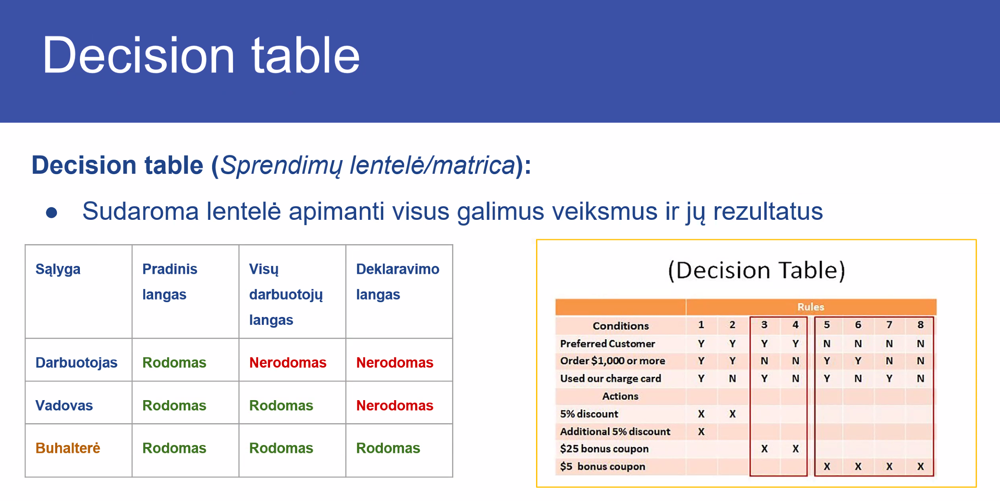 Decision table
Decision table (Sprendimų lentelė/matrica):
● Sudaroma lentelė apimanti visus galimus veiksmus ir jų rezultatus
Sąlyga Pradinis langas Visų darbuotojų langas Deklaravimo langas
Darbuotojas Rodomas Nerodomas Nerodomas
Vadovas Rodomas Rodomas Nerodomas
Buhalterė Rodomas Rodomas Rodomas
(Decision Table)
Rules
Conditions 1 2 3 4 5 6 7 8
Preferred Customer Y Y Y Y N N N N
Order $1,000 or more Y Y N N Y Y N N
Used our charge card Y N Y N Y N Y N
Actions
5% discount X X
Additional 5% discount X
$25 bonus coupon X X
$5 bonus coupon X X X X